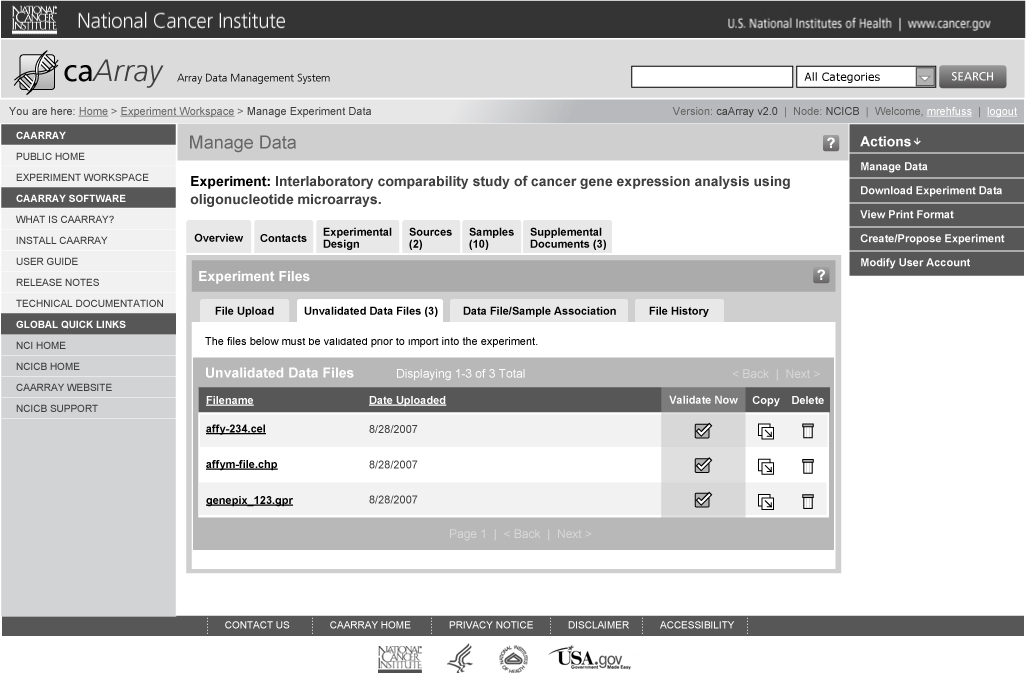 NATIONAL CANCER INSTITUTE
National Cancer Institute
U.S. National Institutes of Health | www.cancer.gov
caArray Array Data Management System
All Categories
SEARCH
You are here: Home > Experiment Workspace > Manage Experiment Data
Version: caArray v2.0 | Node: NCICB | Welcome, mrehfuss | logout
CAARRAY
PUBLIC HOME
EXPERIMENT WORKSPACE
CAARRAY SOFTWARE
WHAT IS CAARRAY?
INSTALL CAARRAY
USER GUIDE
RELEASE NOTES
TECHNICAL DOCUMENTATION
GLOBAL QUICK LINKS
NCI HOME
NCICB HOME
CAARRAY WEBSITE
NCICB SUPPORT
Manage Data
?
Experiment: Interlaboratory comparability study of cancer gene expression analysis using
oligonucleotide microarrays.
Overview
Contacts
Experimental
Design
Sources
(2)
Samples
(10)
Supplemental
Documents (3)
Experiment Files
?
File Upload
Unvalidated Data Files (3)
Data File/Sample Association
File History
The files below must be validated prior to import into the experiment.
Unvalidated Data Files
Displaying 1-3 of 3 Total
< Back | Next >
Filename Date Uploaded Validate Now Copy Delete
affy-234.cel 8/28/2007
affym-file.chp 8/28/2007
genepix_123.gpr 8/28/2007
Page 1 | < Back | Next >
Actions
Manage Data
Download Experiment Data
View Print Format
Create/Propose Experiment
Modify User Account
CONTACT US
CAARRAY HOME
PRIVACY NOTICE
DISCLAIMER
ACCESSIBILITY
NATIONAL CANCER INSTITUTE
USA.gov
Government Made Easy